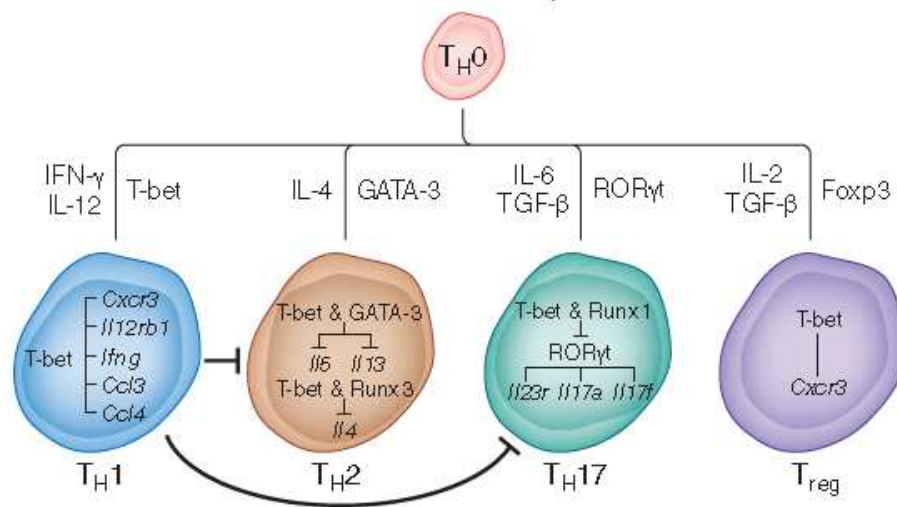 TH0
IFN-γ
IL-12
T-bet
IL-4
GATA-3
IL-6
TGF-β
RORγt
IL-2
TGF-β
Foxp3
T-bet
Cxcr3
Il12rb1
Ifng
Ccl3
Ccl4
T-bet & GATA-3
Il5 Il13
T-bet & Runx3
Il4
T-bet & Runx1
RORγt
Il23r Il17a Il17f
T-bet
Cxcr3
TH1
TH2
TH17
Treg